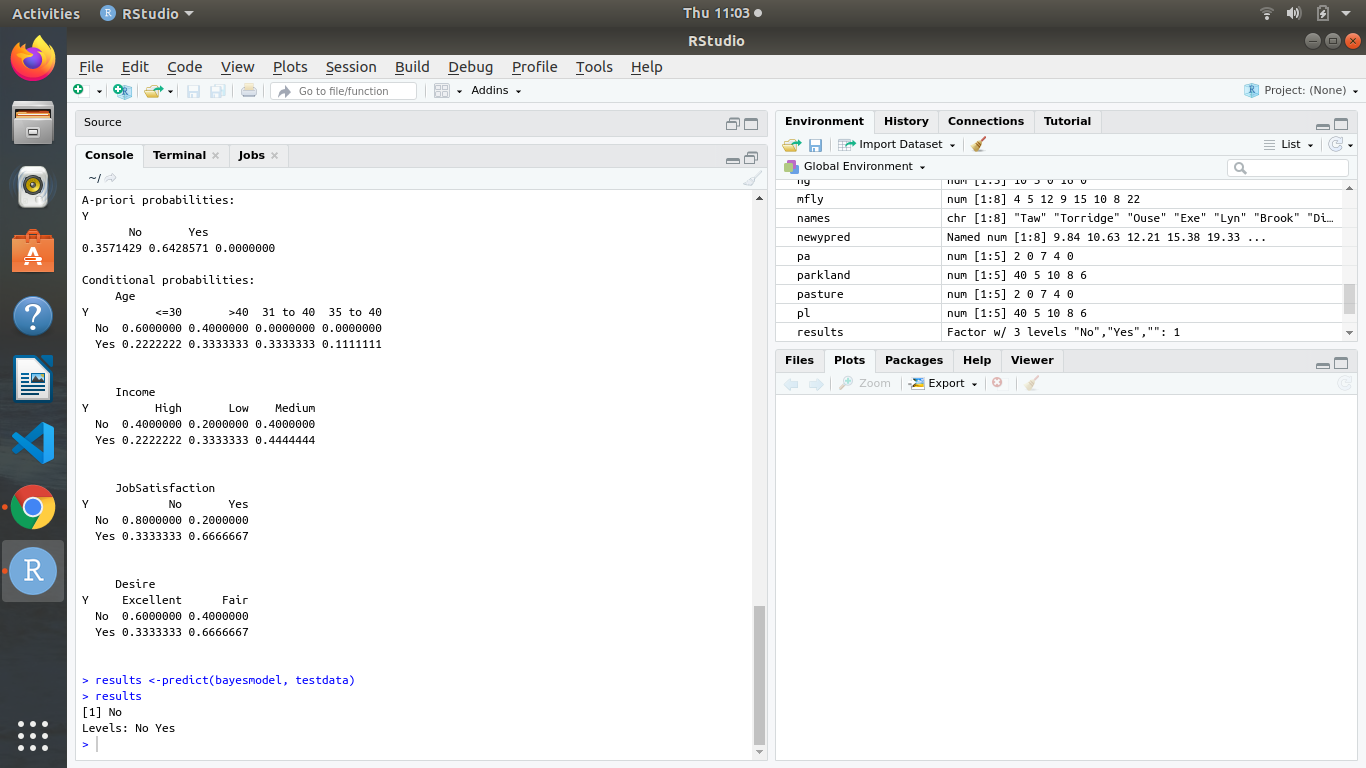 Activities RStudio Thu 11:03
RStudio
File Edit Code View Plots Session Build Debug Profile Tools Help
Go to file/function Addins Project: (None)
Source
Console Terminal Jobs
~/
A-priori probabilities:
Y
No Yes
0.3571429 0.6428571 0.0000000
Conditional probabilities:
Age
Y <=30 >40 31 to 40 35 to 40
No 0.6000000 0.4000000 0.0000000 0.0000000
Yes 0.2222222 0.3333333 0.3333333 0.1111111
Income
Y High Low Medium
No 0.4000000 0.2000000 0.4000000
Yes 0.2222222 0.3333333 0.4444444
JobSatisfaction
Y No Yes
No 0.8000000 0.2000000
Yes 0.3333333 0.6666667
Desire
Y Excellent Fair
No 0.6000000 0.4000000
Yes 0.3333333 0.6666667
> results <-predict(bayesmodel, testdata)
> results
[1] No
Levels: No Yes
>
Environment History Connections Tutorial
Import Dataset List
Global Environment
ng num [1:5] 10 5 0 16 0
mfly num [1:8] 4 5 12 9 15 10 8 22
names chr [1:8] "Taw" "Torridge" "Ouse" "Exe" "Lyn" "Brook" "Di…
newypred Named num [1:8] 9.84 10.63 12.21 15.38 19.33 ...
pa num [1:5] 2 0 7 4 0
parkland num [1:5] 40 5 10 8 6
pasture num [1:5] 2 0 7 4 0
pl num [1:5] 40 5 10 8 6
results Factor w/ 3 levels "No","Yes","": 1
Files Plots Packages Help Viewer
Zoom Export